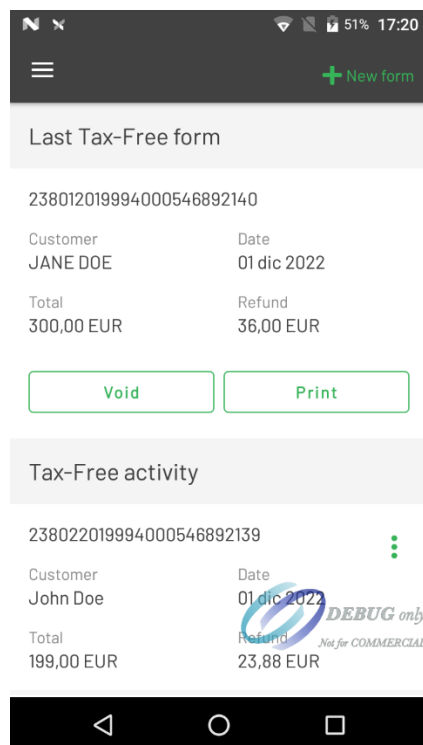 51% 17:20
+ New form
Last Tax-Free form
238012019994000546892140
Customer Date
JANE DOE 01 dic 2022
Total Refund
300,00 EUR 36,00 EUR
Void Print
Tax-Free activity
238022019994000546892139
Customer Date
John Doe 01 dic 2022
DEBUG only
Total Refund
Not for COMMERCIAL
199,00 EUR 23,88 EUR